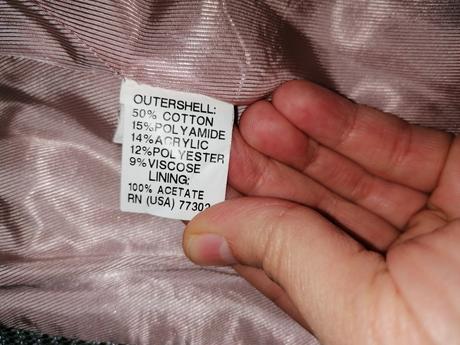 OUTERSHELL:
50% COTTON
15%POLYAMIDE
14%ACRYLIC
12%POLYESTER
9%VISCOSE
LINING:
100% ACETATE
RN (USA) 77302